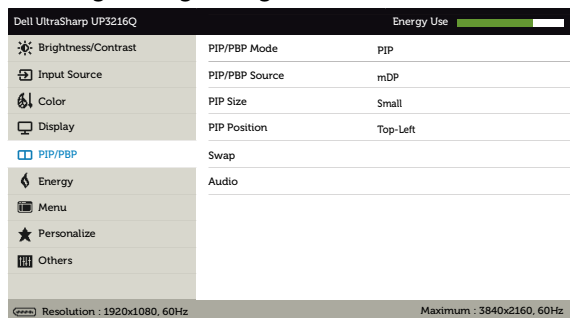 Dell UltraSharp UP3216Q Energy Use
Brightness/Contrast PIP/PBP Mode PIP
Input Source PIP/PBP Source mDP
Color PIP Size Small
Display PIP Position Top-Left
PIP/PBP Swap
Energy Audio
Menu
Personalize
Others
Resolution : 1920x1080, 60Hz Maximum : 3840x2160, 60Hz